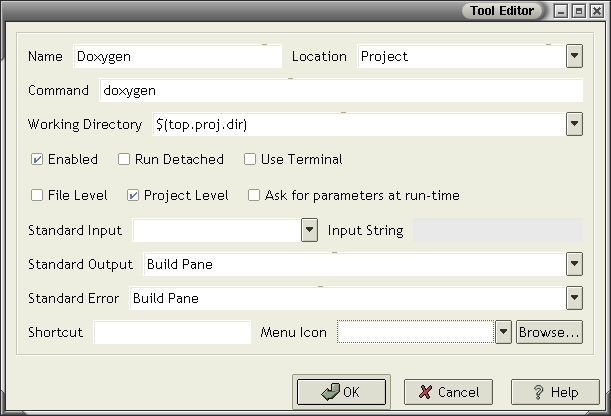 Tool Editor
Name Doxygen Location Project
Command doxygen
Working Directory $(top.proj.dir)
Enabled Run Detached Use Terminal
File Level Project Level Ask for parameters at run-time
Standard Input Input String
Standard Output Build Pane
Standard Error Build Pane
Shortcut Menu Icon Browse...
OK Cancel Help